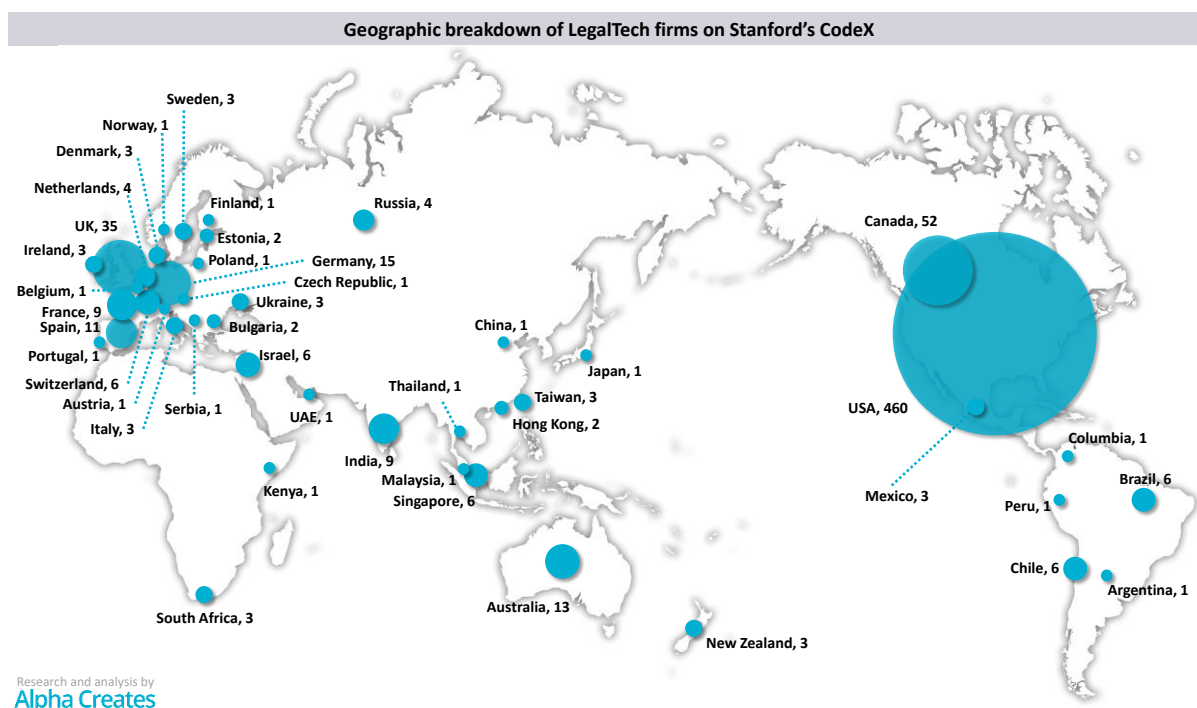 Geographic breakdown of LegalTech firms on Stanford's CodeX
Sweden, 3
Norway, 1
Denmark, 3
Netherlands, 4
Finland, 1
Russia, 4
UK, 35
Estonia, 2
Canada, 52
Ireland, 3
Poland, 1
Germany, 15
Czech Republic, 1
Belgium, 1
Ukraine, 3
France, 9
Spain, 11
Bulgaria, 2
China, 1
Portugal, 1
Israel, 6
Japan, 1
Switzerland, 6
Thailand, 1
Austria, 1
Serbia, 1
UAE, 1
Taiwan, 3
USA, 460
Italy, 3
Hong Kong, 2
Columbia, 1
India, 9
Malaysia, 1
Kenya, 1
Singapore, 6
Mexico, 3
Peru, 1
Brazil, 6
Chile, 6
Argentina, 1
Australia, 13
South Africa, 3
New Zealand, 3
Research and analysis by
Alpha Creates